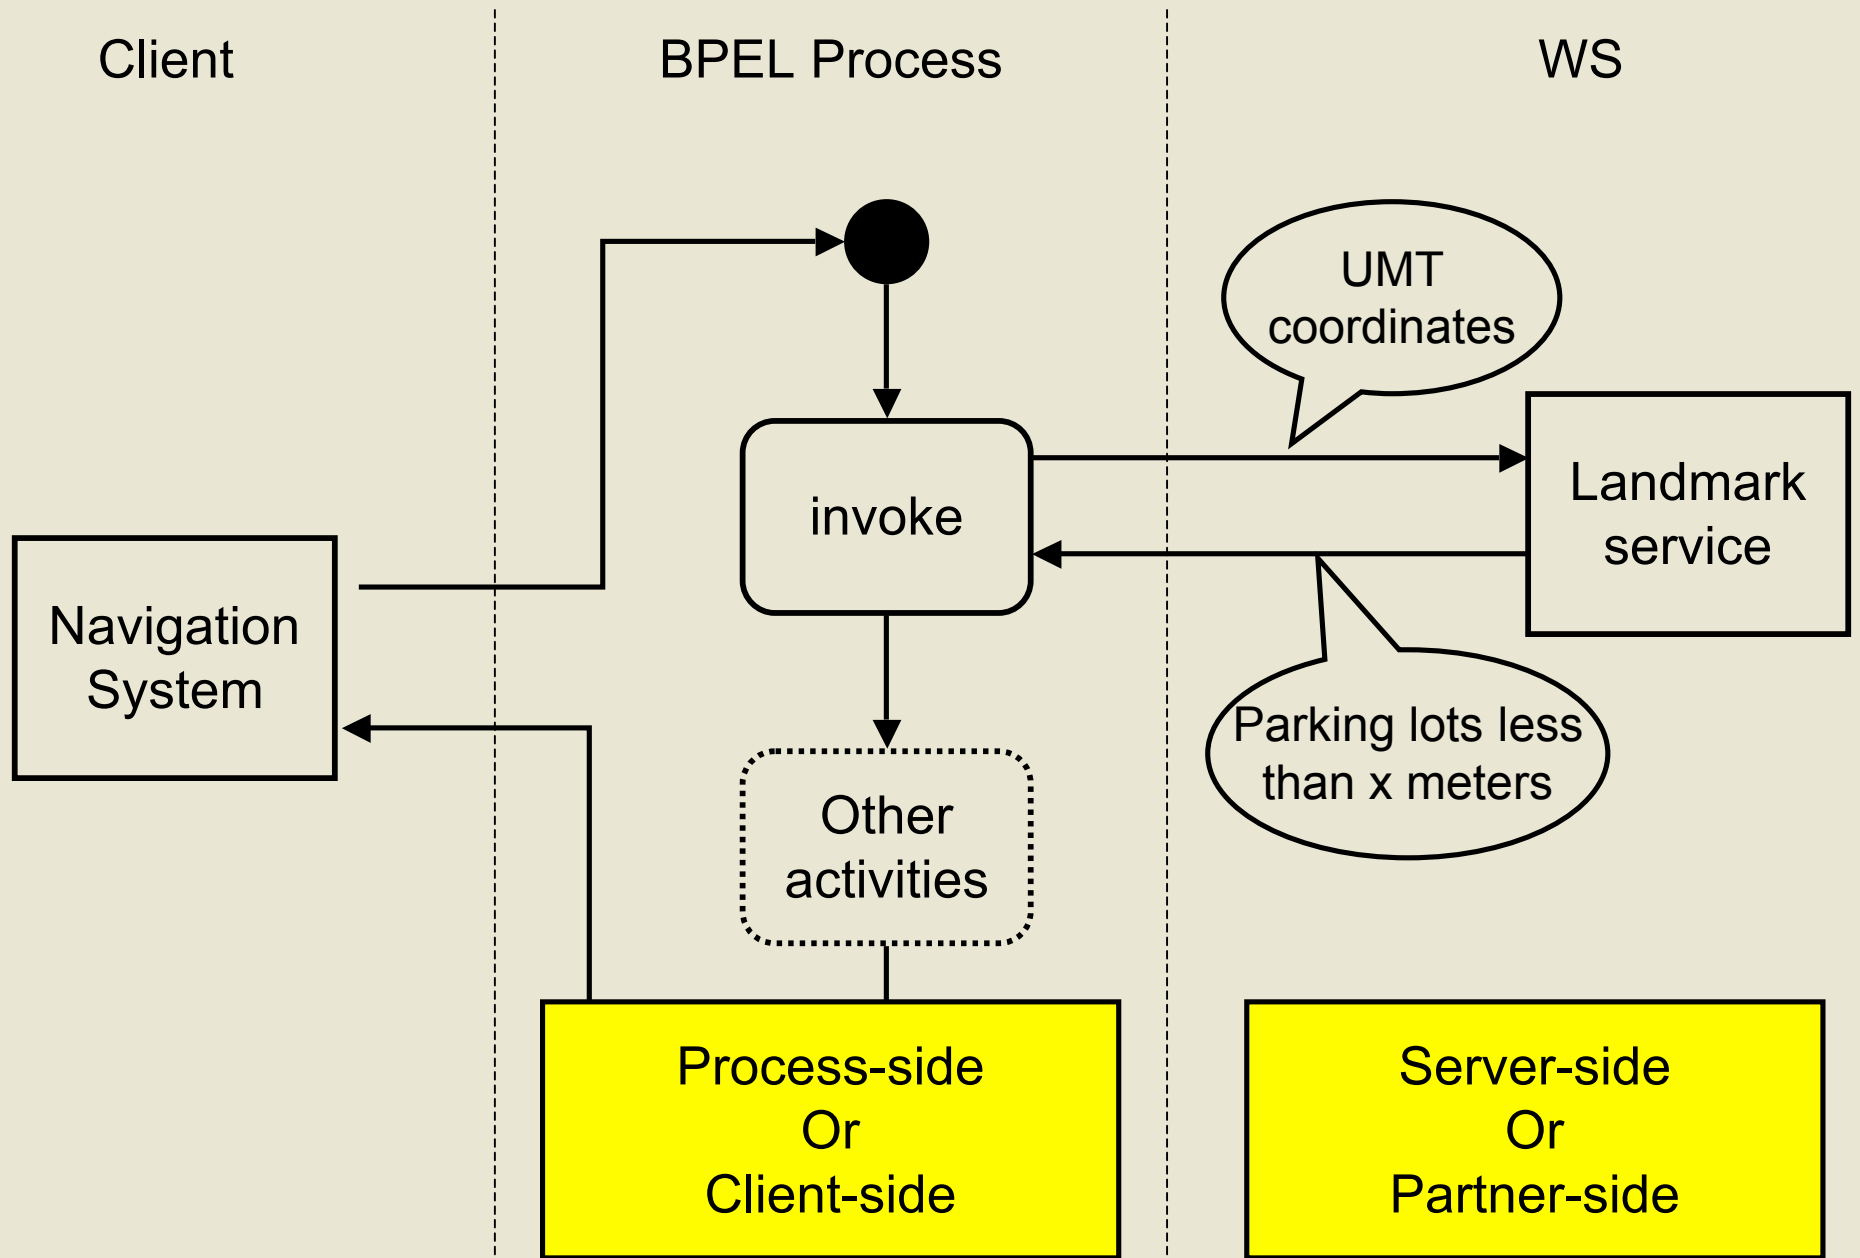 Client
BPEL Process
WS
UMT
coordinates
Landmark
service
invoke
Navigation
System
Parking lots less
than x meters
Other
activities
Process-side
Or
Client-side
Server-side
Or
Partner-side